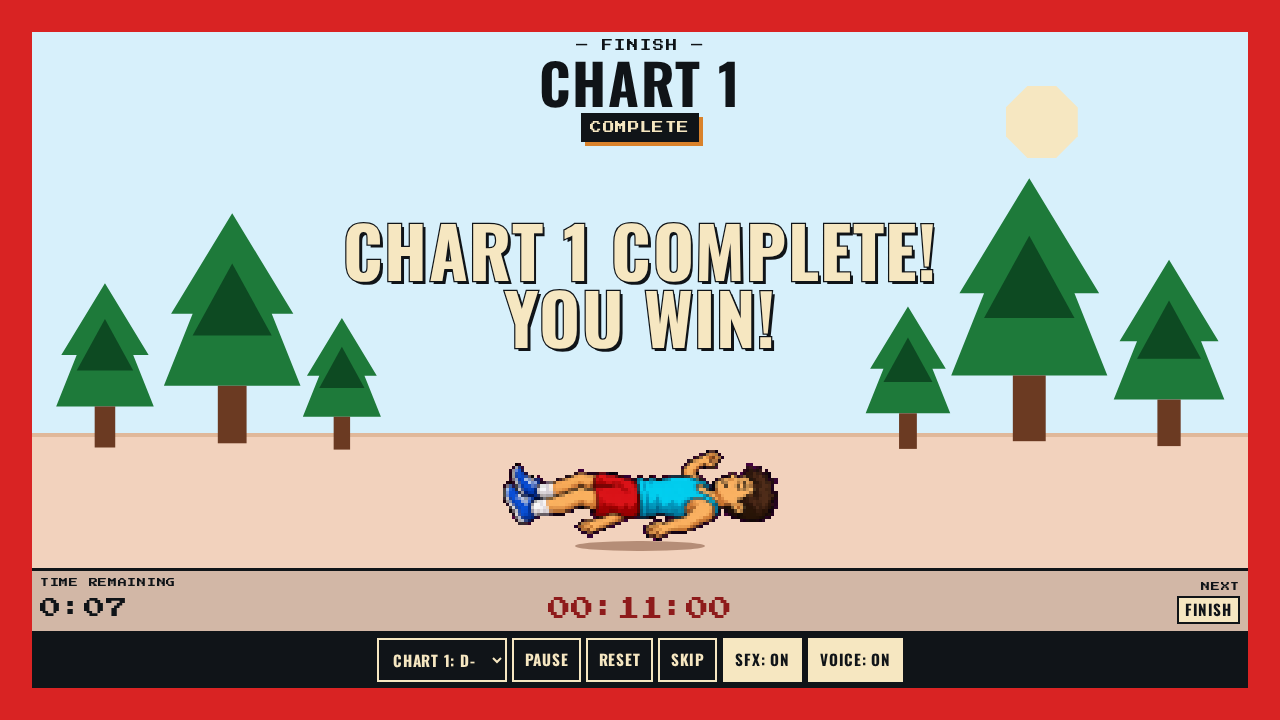 — FINISH —
CHART 1
COMPLETE
CHART 1 COMPLETE!
YOU WIN!
TIME REMAINING
0:07
00:11:00
NEXT
FINISH
CHART 1: D-
PAUSE
RESET
SKIP
SFX: ON
VOICE: ON